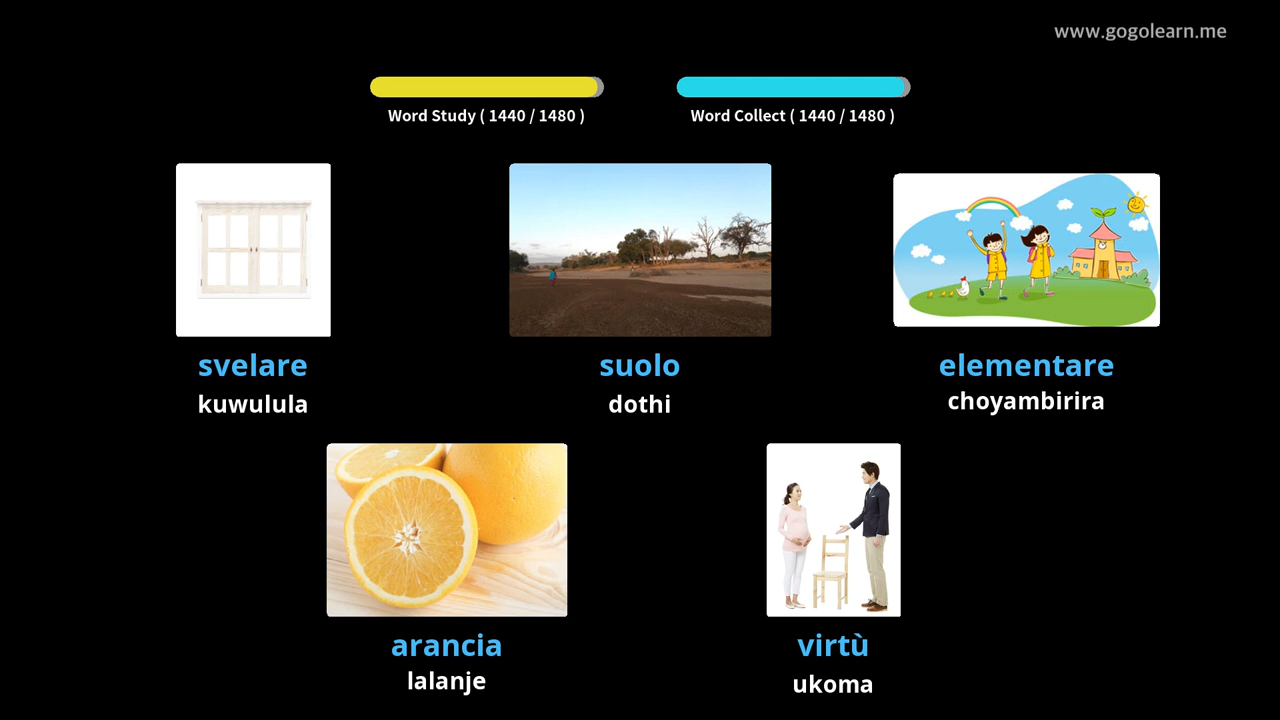 www.gogolearn.me
Word Study ( 1440 / 1480 )
Word Collect ( 1440 / 1480 )
svelare
kuwulula
suolo
dothi
elementare
choyambirira
arancia
lalanje
virtù
ukoma